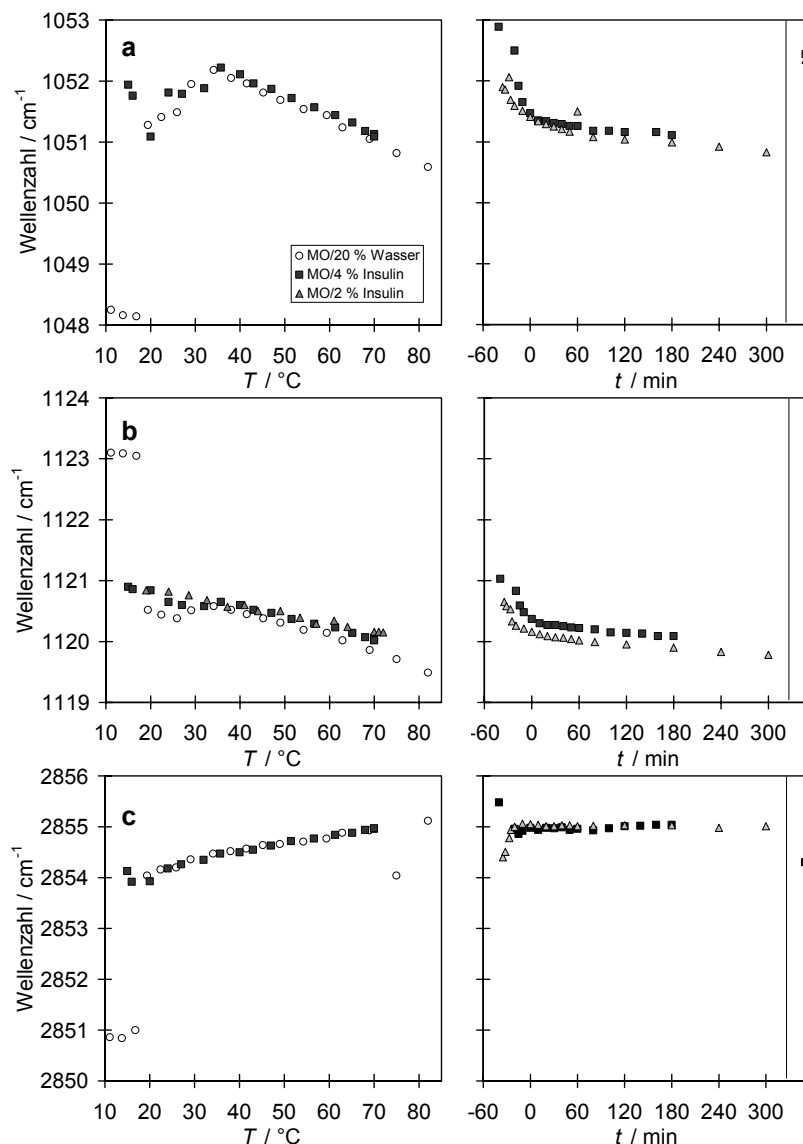 a
Wellenzahl / cm-1
1053
1052
1051
1050
1049
1048
MO/20 % Wasser
MO/4 % Insulin
MO/2 % Insulin
10 20 30 40 50 60 70 80
T / °C
-60 0 60 120 180 240 300
t / min
b
Wellenzahl / cm-1
1124
1123
1122
1121
1120
1119
10 20 30 40 50 60 70 80
T / °C
-60 0 60 120 180 240 300
t / min
c
Wellenzahl / cm-1
2856
2855
2854
2853
2852
2851
2850
10 20 30 40 50 60 70 80
T / °C
-60 0 60 120 180 240 300
t / min